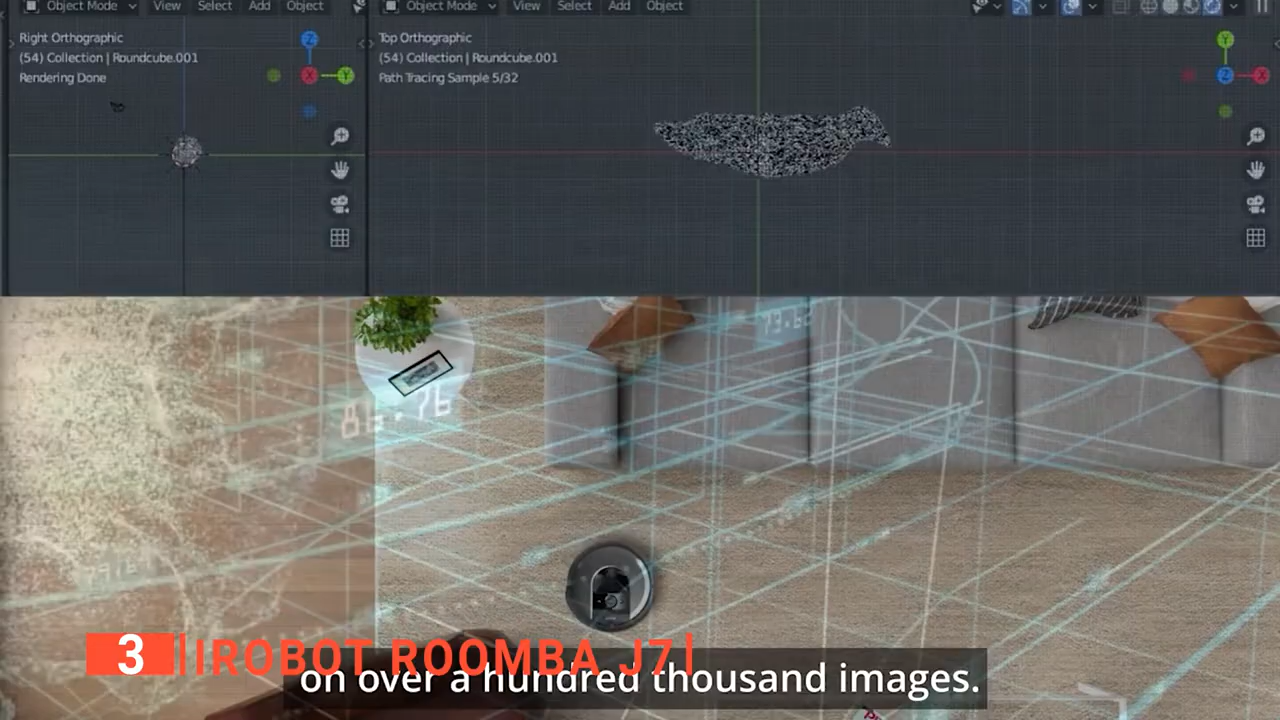 Object Mode View Select Add Object
Right Orthographic
(54) Collection | Roundcube.001
Rendering Done
Z
X
Y
Object Mode View Select Add Object
Top Orthographic
(54) Collection | Roundcube.001
Path Tracing Sample 5/32
Y
Z
X
86.76
3 IROBOT ROOMBA J7
on over a hundred thousand images.